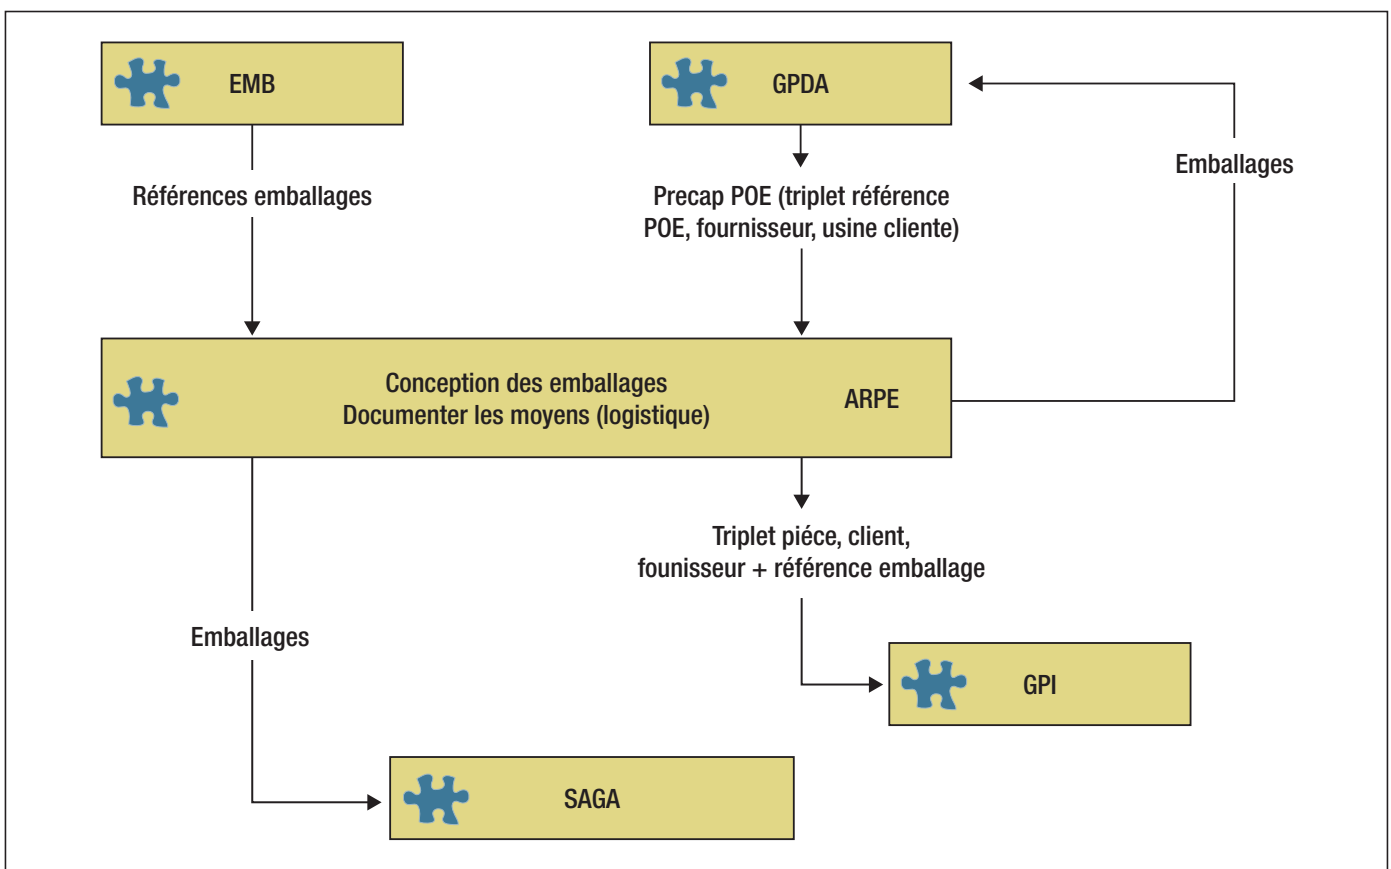 EMB
GPDA
Emballages
Références emballages
Precap POE (triplet référence
POE, fournisseur, usine cliente)
Conception des emballages
Documenter les moyens (logistique)
ARPE
Triplet piéce, client,
founisseur + référence emballage
Emballages
GPI
SAGA